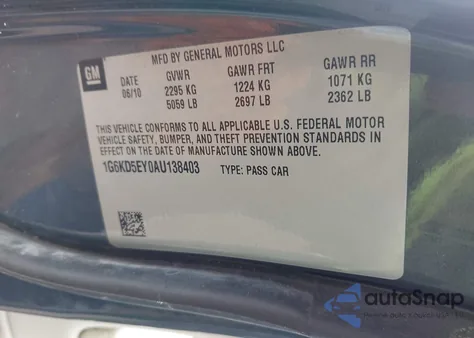 MFD BY GENERAL MOTORS LLC
GM
DATE GVWR GAWR FRT GAWR RR
06/10 2295 KG 1224 KG 1071 KG
5059 LB 2697 LB 2362 LB
THIS VEHICLE CONFORMS TO ALL APPLICABLE U.S. FEDERAL MOTOR
VEHICLE SAFETY, BUMPER, AND THEFT PREVENTION STANDARDS IN
EFFECT ON THE DATE OF MANUFACTURE SHOWN ABOVE.
1G6KD5EY0AU138403 TYPE: PASS CAR
autoSnap